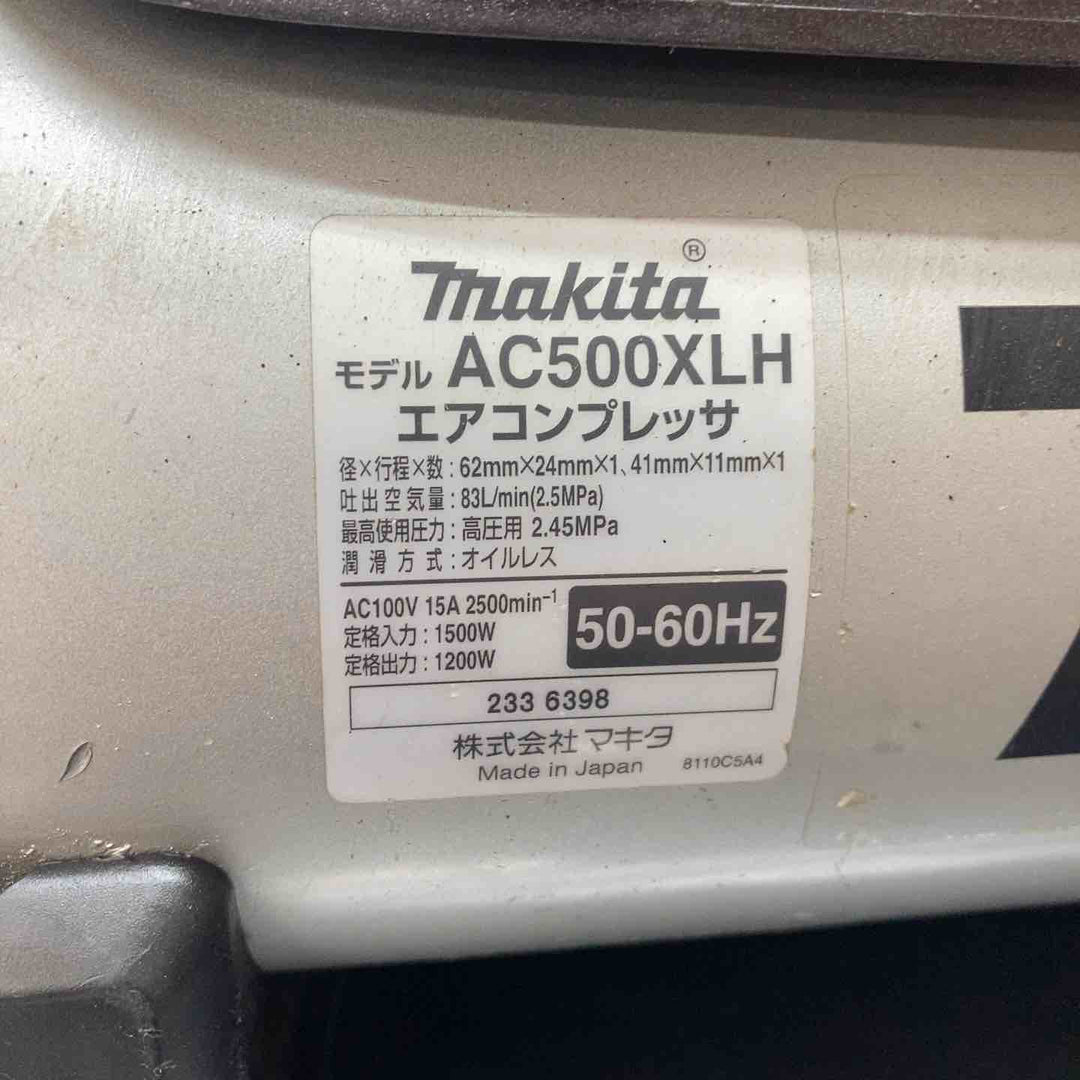 makita®
モデル AC500XLH
エアコンプレッサ
径×行程×数：62mm×24mm×1、41mm×11mm×1
吐出空気量：83L/min(2.5MPa)
最高使用圧力：高圧用 2.45MPa
潤滑方式：オイルレス
AC100V 15A 2500min⁻¹
定格入力：1500W
定格出力：1200W
50-60Hz
233 6398
株式会社マキタ
Made in Japan 8110C5A4